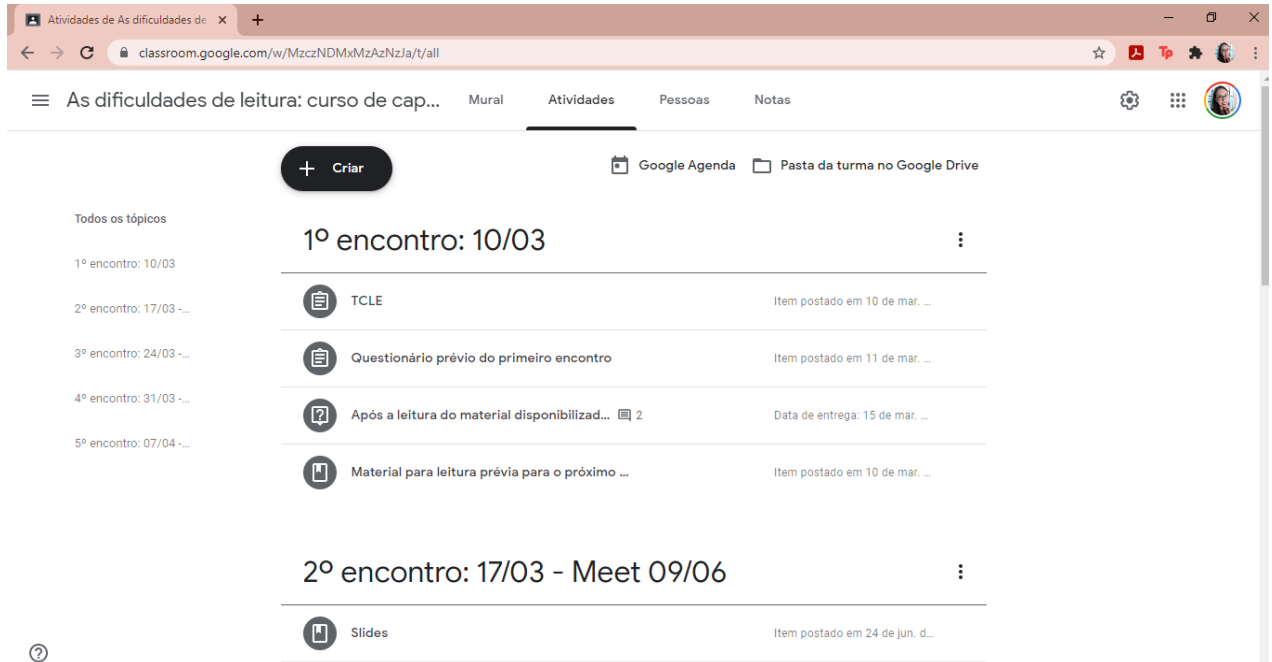 Atividades de As dificuldades de
classroom.google.com/w/MzczNDMxMzAzNzJa/t/all
Tp
As dificuldades de leitura: curso de cap... Mural Atividades Pessoas Notas
Criar Google Agenda Pasta da turma no Google Drive
Todos os tópicos
1º encontro: 10/03
2º encontro: 17/03 -...
3º encontro: 24/03 -...
4º encontro: 31/03 -...
5º encontro: 07/04 -...
1º encontro: 10/03
TCLE Item postado em 10 de mar. ...
Questionário prévio do primeiro encontro Item postado em 11 de mar. ...
Após a leitura do material disponibilizad... 2 Data de entrega: 15 de mar. ...
Material para leitura prévia para o próximo ... Item postado em 10 de mar. ...
2º encontro: 17/03 - Meet 09/06
Slides Item postado em 24 de jun. d...